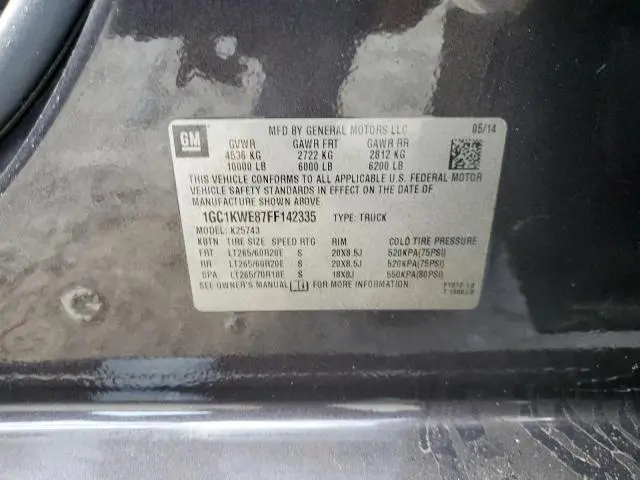 GM
MFD BY GENERAL MOTORS LLC 05/14
GVWR GAWR FRT GAWR RR
4536 KG 2722 KG 2812 KG
10000 LB 6000 LB 6200 LB
THIS VEHICLE CONFORMS TO ALL APPLICABLE U.S. FEDERAL MOTOR
VEHICLE SAFETY STANDARDS IN EFFECT ON THE DATE OF
MANUFACTURE SHOWN ABOVE.
1GC1KWE87FF142335 TYPE: TRUCK
MODEL: K25743
TIRE SIZE SPEED RTG RIM COLD TIRE PRESSURE
FRT LT265/60R20E S 20X8.5J 520KPA(75PSI)
RR LT265/60R20E S 20X8.5J 520KPA(75PSI)
SPA LT265/70R18E S 18X8J 550KPA(80PSI)
SEE OWNER'S MANUAL FOR MORE INFORMATION.